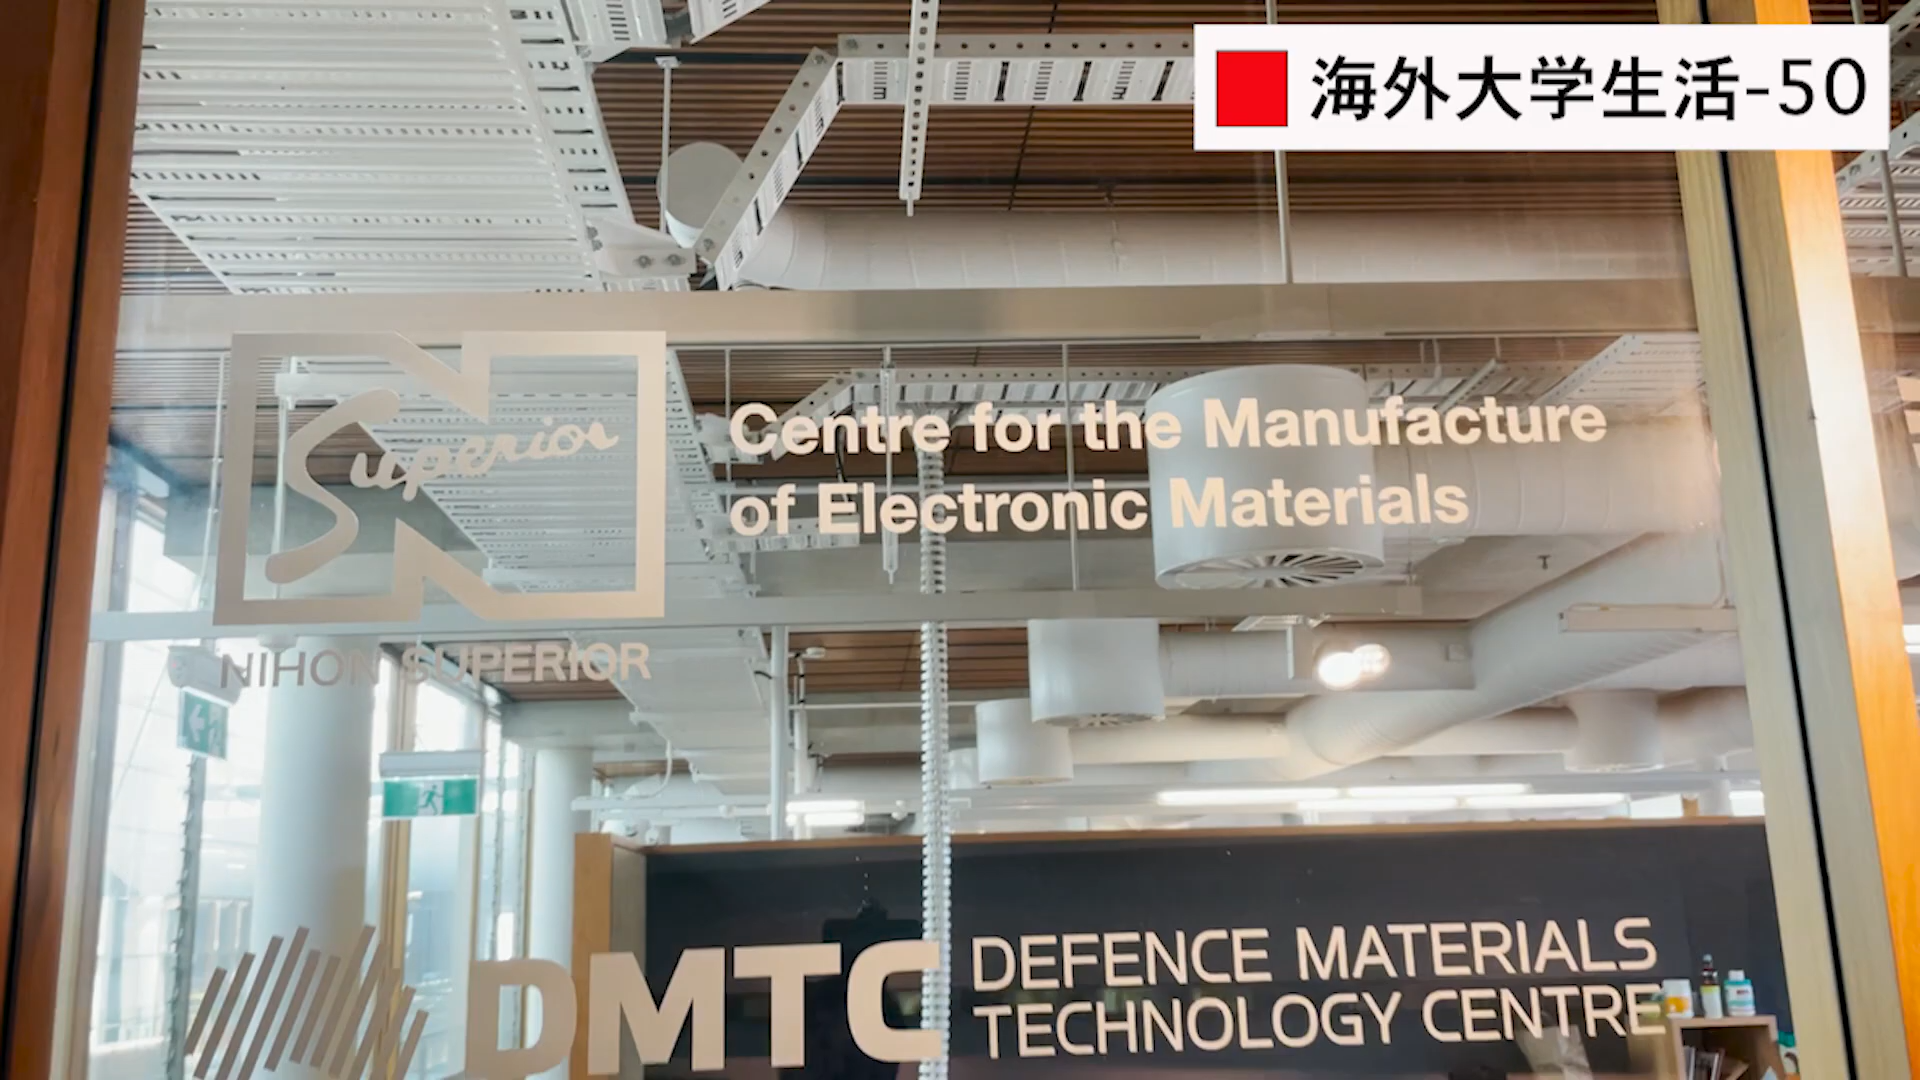 海外大学生活-50
Superior
Centre for the Manufacture
of Electronic Materials
NIHON SUPERIOR
DMTC
DEFENCE MATERIALS
TECHNOLOGY CENTRE